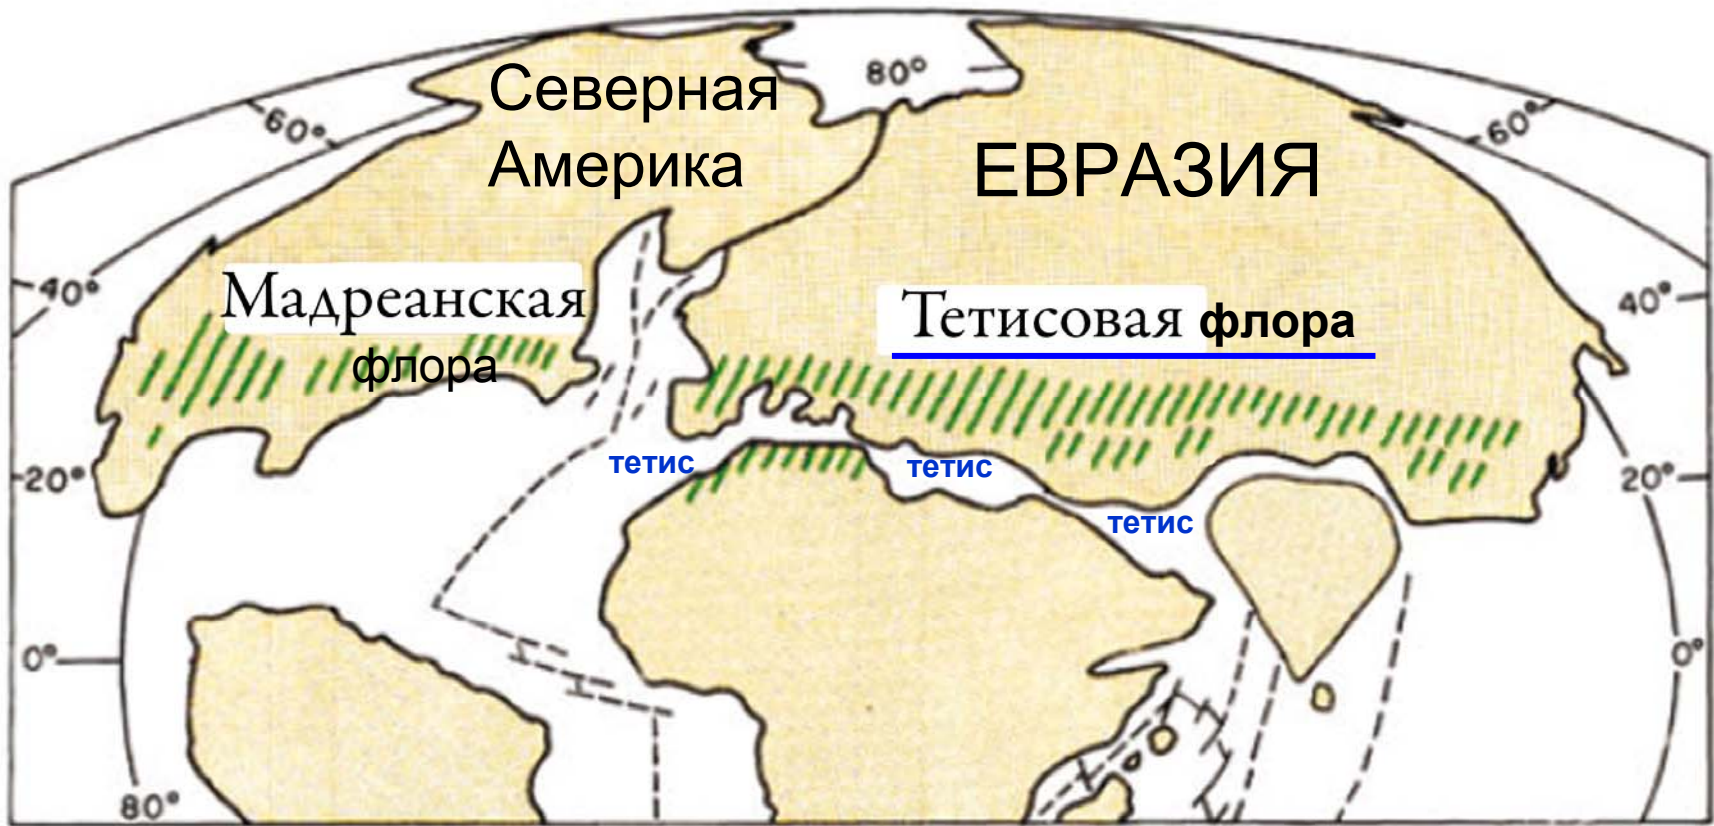 Северная
Америка
80°
60°
60°
ЕВРАЗИЯ
40°
Мадреанская
флора
Тетисовая флора
40°
20°
тетис
тетис
20°
тетис
0°
0°
80°